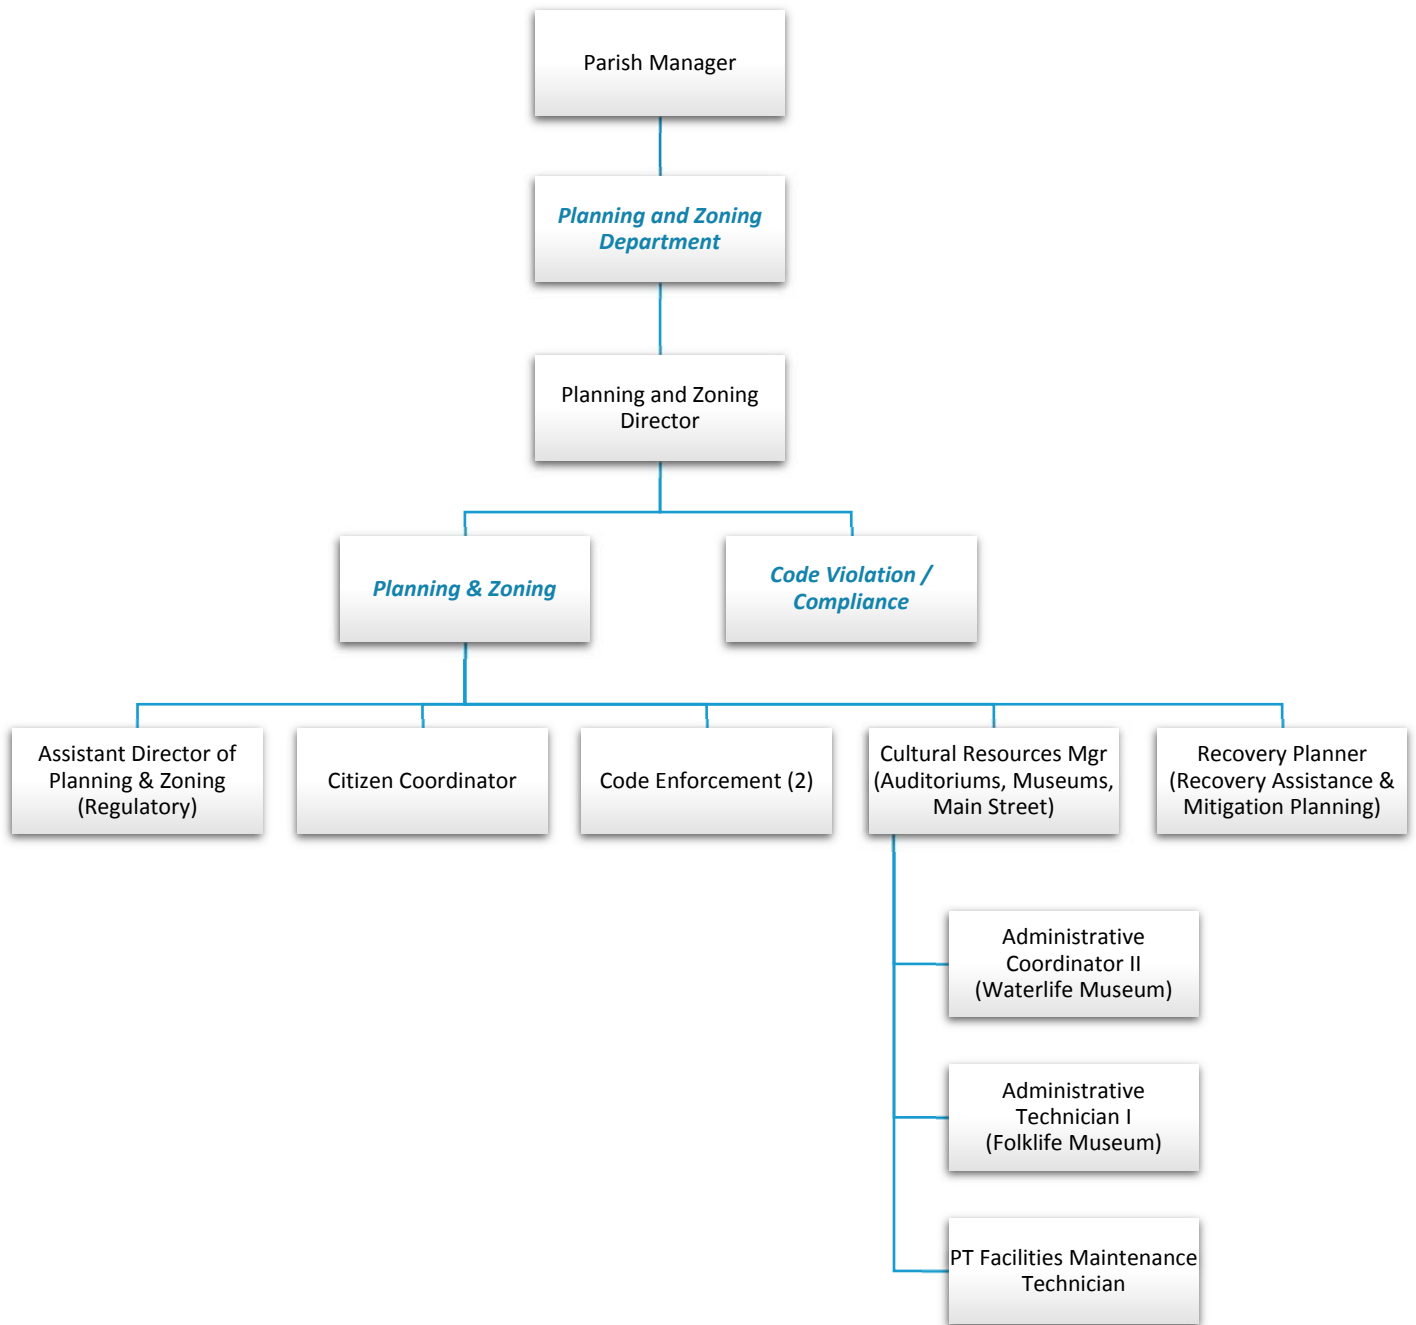 Parish Manager
Planning and Zoning
Department
Planning and Zoning
Director
Planning & Zoning
Code Violation /
Compliance
Assistant Director of
Planning & Zoning
(Regulatory)
Citizen Coordinator
Code Enforcement (2)
Cultural Resources Mgr
(Auditoriums, Museums,
Main Street)
Recovery Planner
(Recovery Assistance &
Mitigation Planning)
Administrative
Coordinator II
(Waterlife Museum)
Administrative
Technician I
(Folklife Museum)
PT Facilities Maintenance
Technician